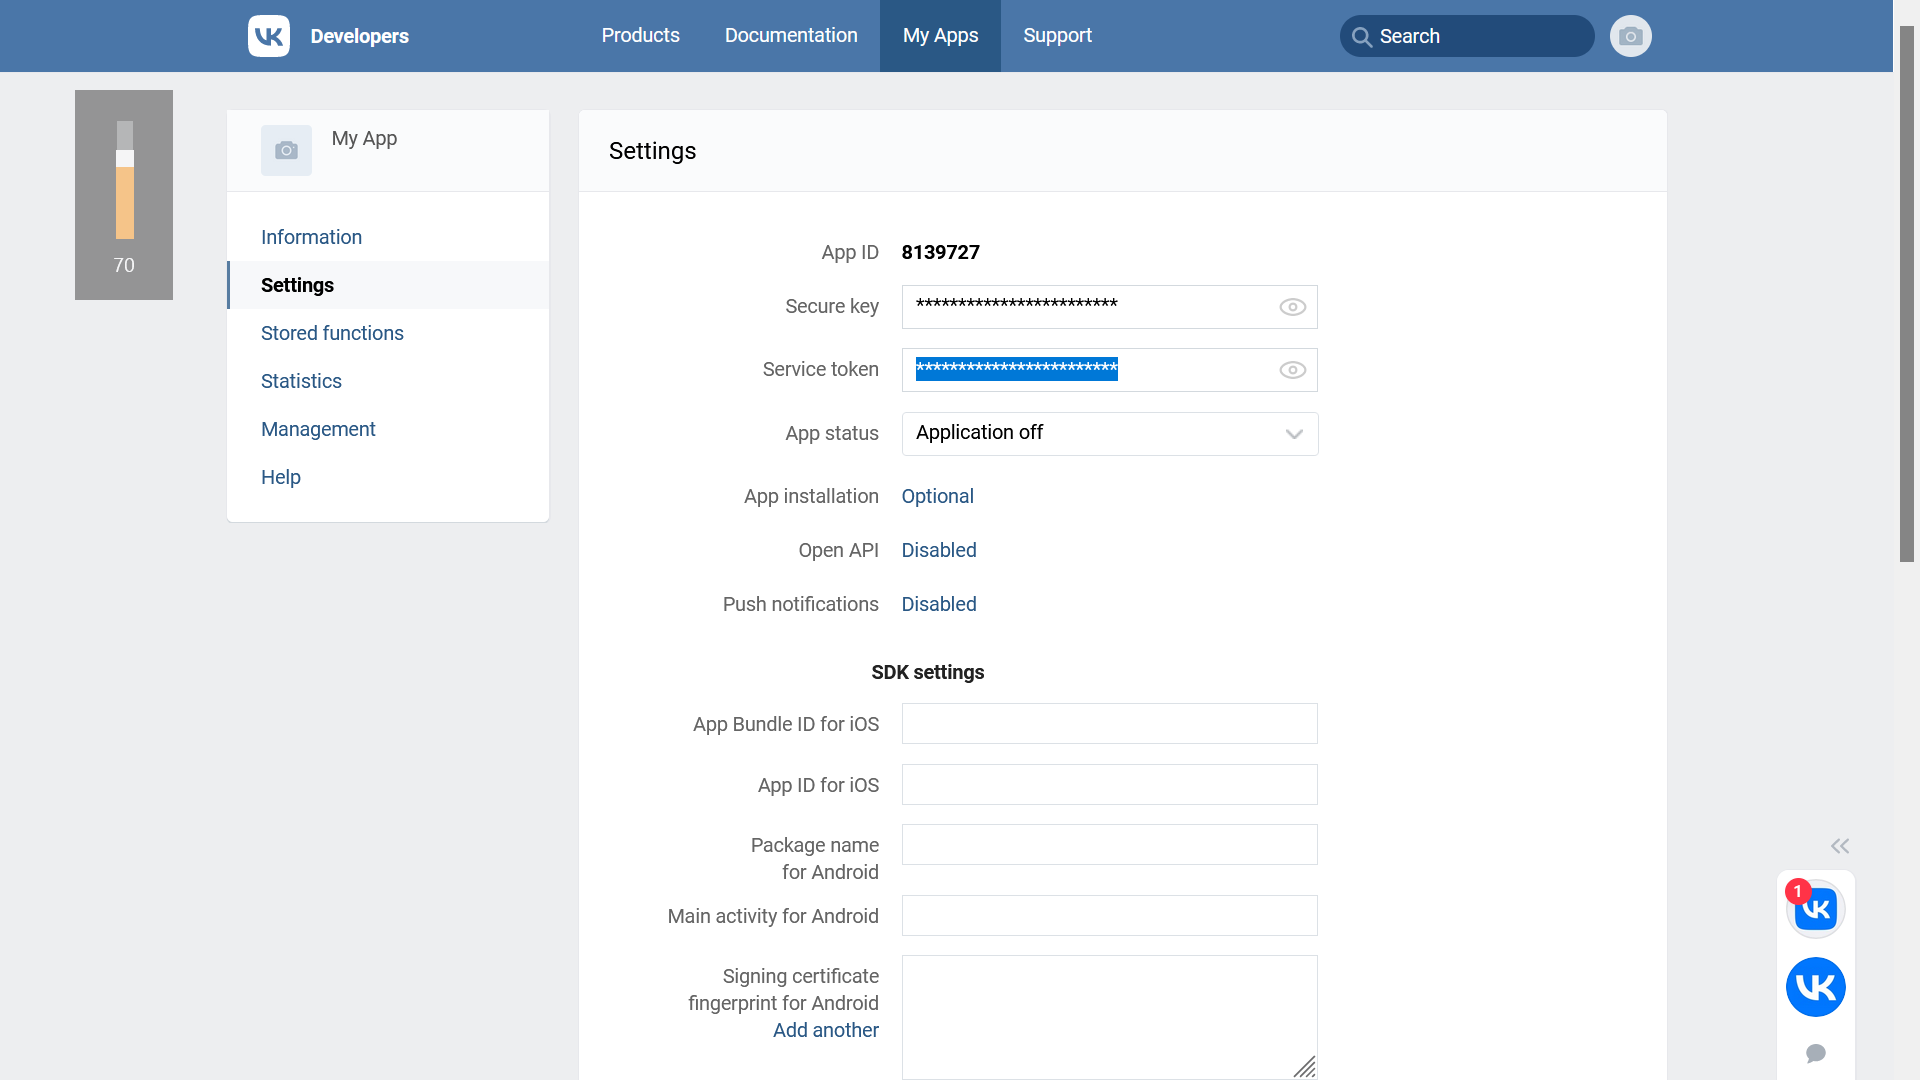 Developers
Products
Documentation
My Apps
Support
Search
70
My App
Information
Settings
Stored functions
Statistics
Management
Help
Settings
App ID 8139727
Secure key ************************
Service token ************************
App status Application off
App installation Optional
Open API Disabled
Push notifications Disabled
SDK settings
App Bundle ID for iOS
App ID for iOS
Package name
for Android
Main activity for Android
Signing certificate
fingerprint for Android
Add another
1